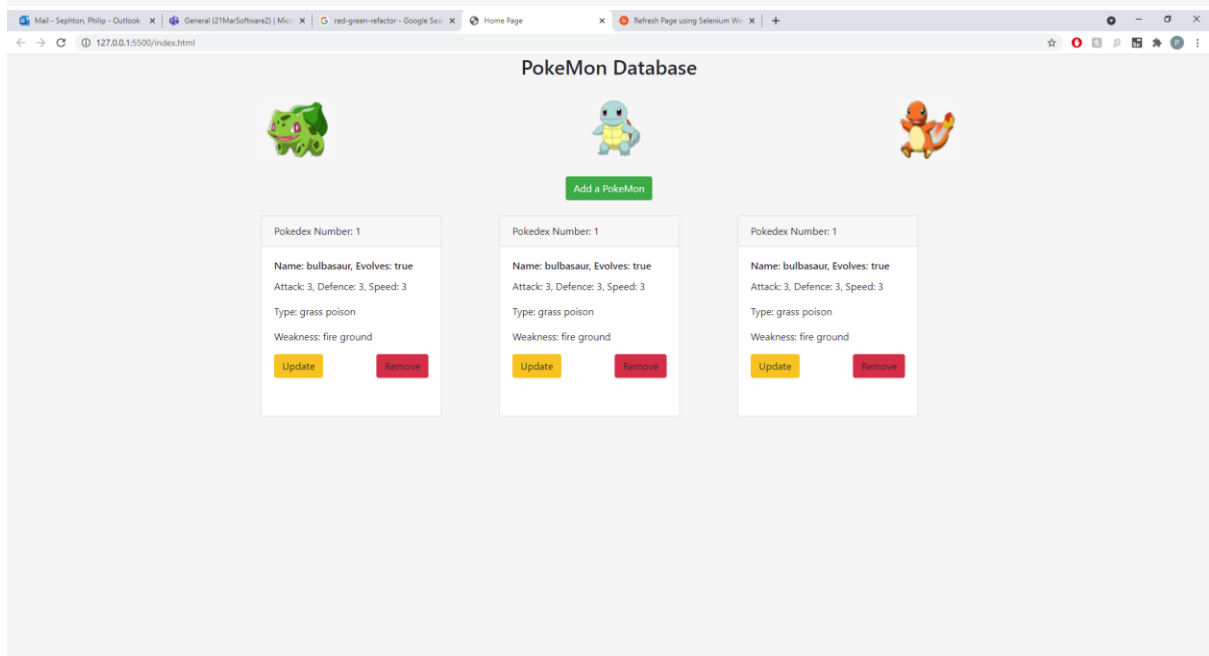 Mail - Sephton, Philip - Outlook
General (21MarSoftware2) | Micr
red-green-refactor - Google Sea
Home Page
Refresh Page using Selenium We
127.0.0.1:5500/index.html
PokeMon Database
Add a PokeMon
Pokedex Number: 1
Name: bulbasaur, Evolves: true
Attack: 3, Defence: 3, Speed: 3
Type: grass poison
Weakness: fire ground
Update
Remove
Pokedex Number: 1
Name: bulbasaur, Evolves: true
Attack: 3, Defence: 3, Speed: 3
Type: grass poison
Weakness: fire ground
Update
Remove
Pokedex Number: 1
Name: bulbasaur, Evolves: true
Attack: 3, Defence: 3, Speed: 3
Type: grass poison
Weakness: fire ground
Update
Remove